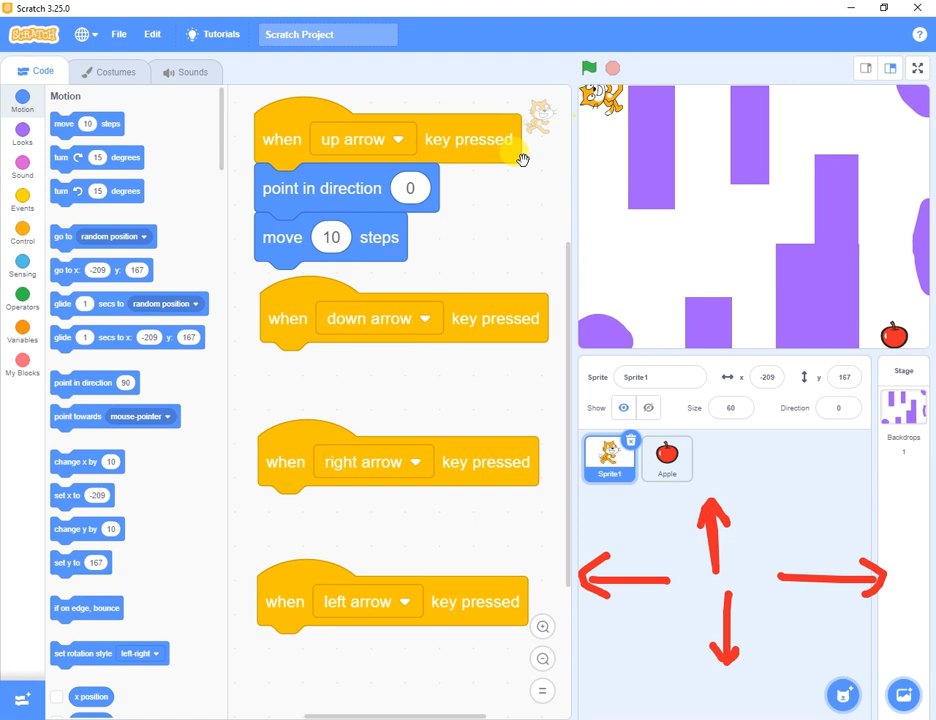 Scratch 3.25.0
SCRATCH File Edit Tutorials Scratch Project ?
Code Costumes Sounds
Motion
Looks
Sound
Events
Control
Sensing
Operators
Variables
My Blocks
Motion
move 10 steps
turn 15 degrees
turn 15 degrees
go to random position
go to x: -209 y: 167
glide 1 secs to random position
glide 1 secs to x: -209 y: 167
point in direction 90
point towards mouse-pointer
change x by 10
set x to -209
change y by 10
set y to 167
if on edge, bounce
set rotation style left-right
x position
when up arrow key pressed
point in direction 0
move 10 steps
when down arrow key pressed
when right arrow key pressed
when left arrow key pressed
Sprite Sprite1 x -209 y 167
Show Size 60 Direction 0
Sprite1
Apple
Stage
Backdrops
1